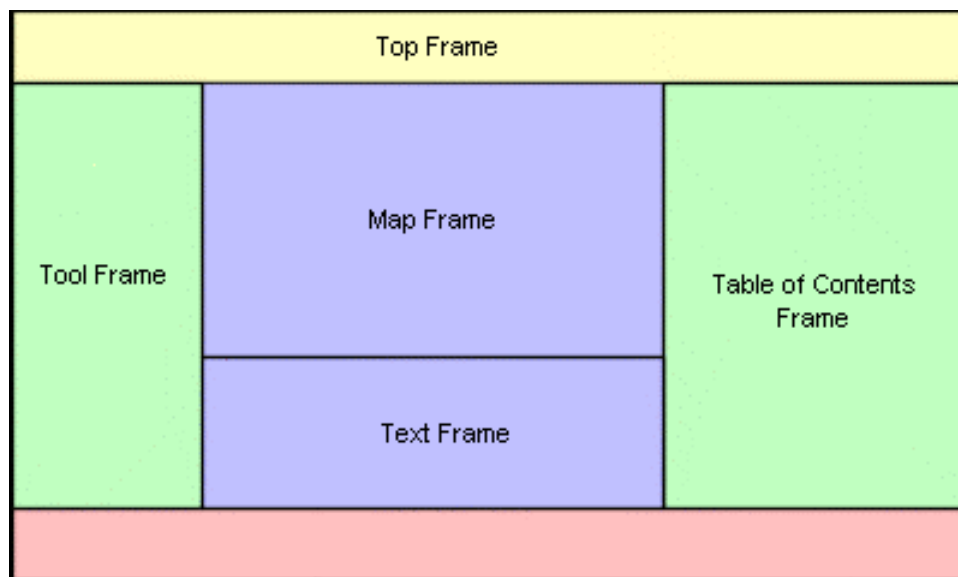 Top Frame
Map Frame
Tool Frame
Table of Contents
Frame
Text Frame